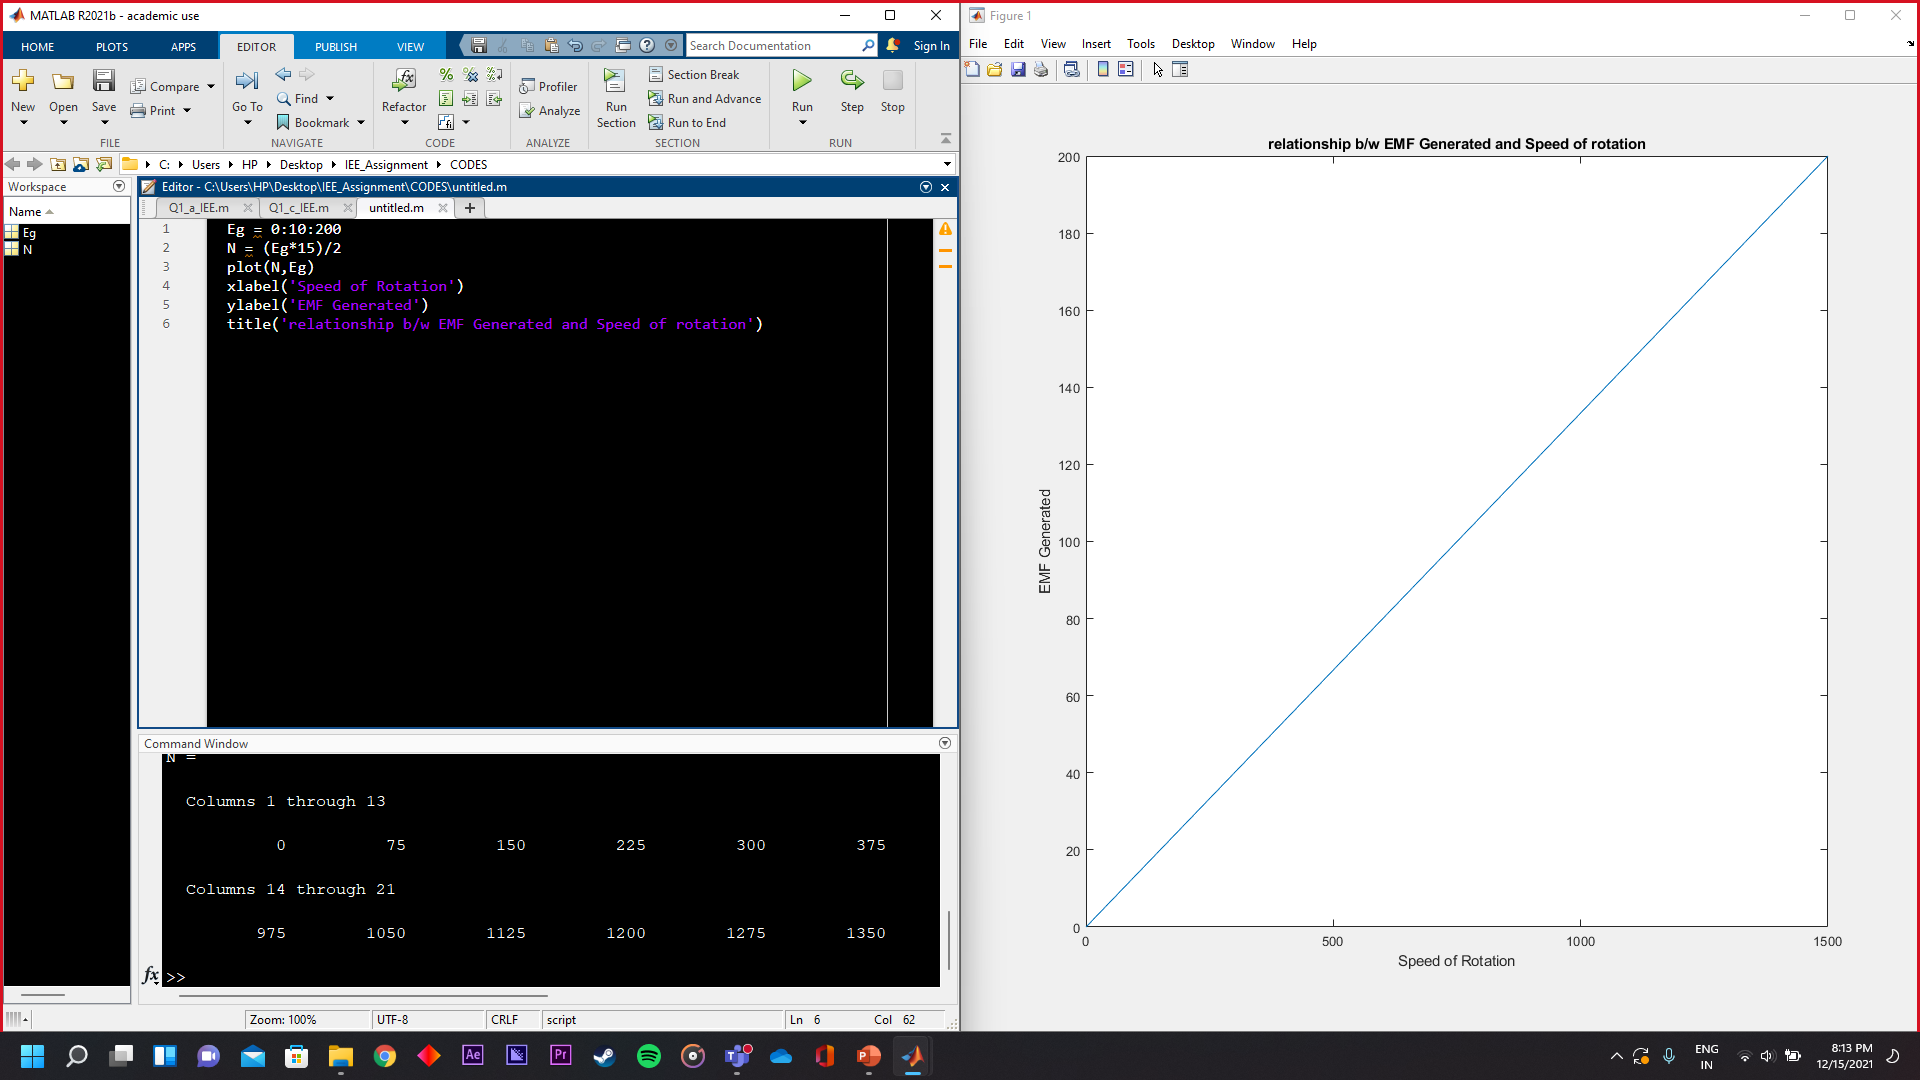 MATLAB R2021b - academic use
HOME PLOTS APPS EDITOR PUBLISH VIEW Search Documentation Sign In
New Open Save Compare Print Go To Find Bookmark Refactor Profiler Analyze Run Section Section Break Run and Advance Run to End Run Step Stop
FILE NAVIGATE CODE ANALYZE SECTION RUN
C: Users HP Desktop IEE_Assignment CODES
Workspace
Name
Eg
N
Editor - C:\Users\HP\Desktop\IEE_Assignment\CODES\untitled.m
Q1_a_IEE.m Q1_c_IEE.m untitled.m +
1 Eg = 0:10:200
2 N = (Eg*15)/2
3 plot(N,Eg)
4 xlabel('Speed of Rotation')
5 ylabel('EMF Generated')
6 title('relationship b/w EMF Generated and Speed of rotation')
Command Window
N =
Columns 1 through 13
0 75 150 225 300 375
Columns 14 through 21
975 1050 1125 1200 1275 1350
fx >>
Zoom: 100% UTF-8 CRLF script Ln 6 Col 62
Figure 1
File Edit View Insert Tools Desktop Window Help
relationship b/w EMF Generated and Speed of rotation
200
180
160
140
120
100
80
60
40
20
0
EMF Generated
0 500 1000 1500
Speed of Rotation
Ae Pr
ENG
IN
8:13 PM
12/15/2021